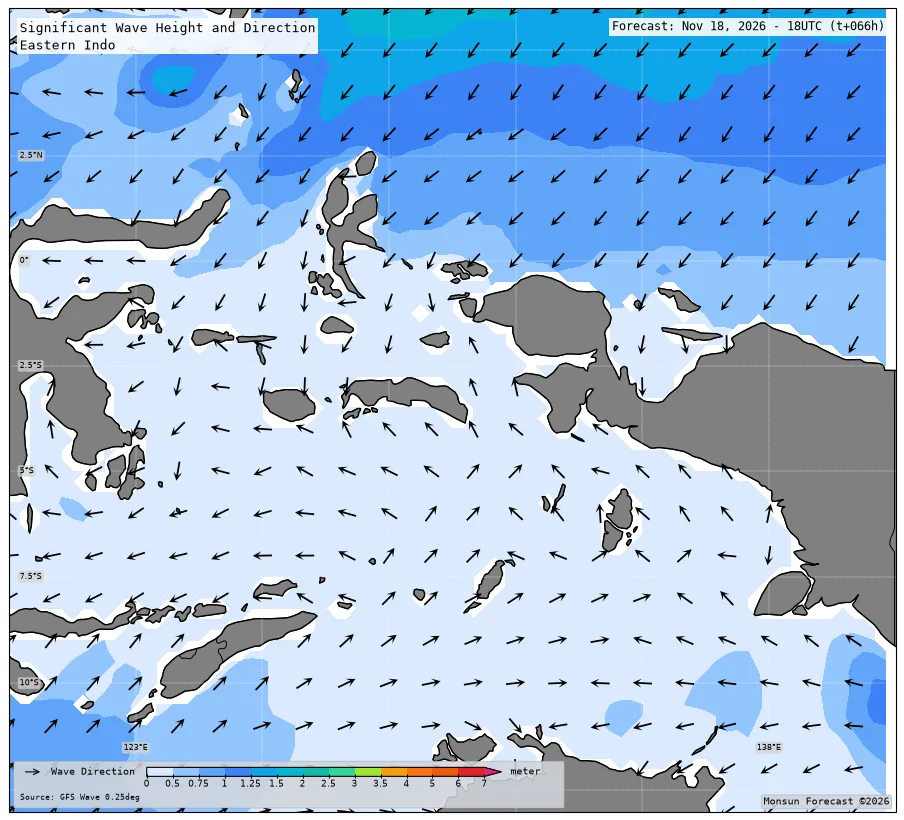 Significant Wave Height and Direction
Eastern Indo
Forecast: Nov 18, 2026 - 18UTC (t+066h)
2.5°N
0°
2.5°S
5°S
7.5°S
10°S
123°E
138°E
Wave Direction
meter
0 0.5 0.75 1 1.25 1.5 2 2.5 3 3.5 4 5 6 7
Source: GFS Wave 0.25deg
Monsun Forecast ©2026